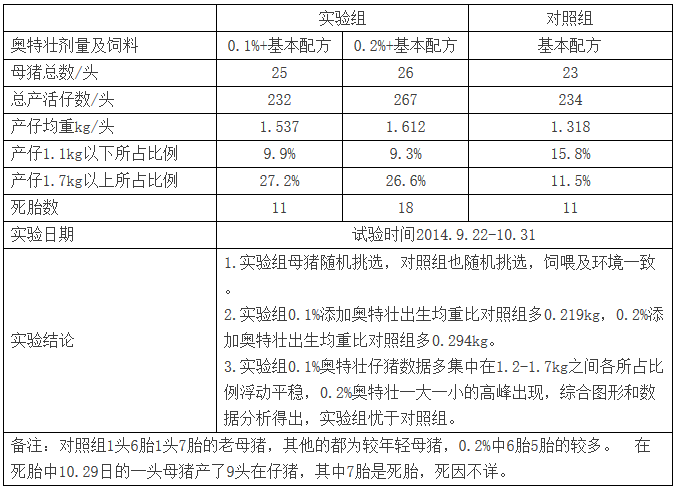 实验组 对照组
奥特壮剂量及饲料 0.1%+基本配方 0.2%+基本配方 基本配方
母猪总数/头 25 26 23
总产活仔数/头 232 267 234
产仔均重kg/头 1.537 1.612 1.318
产仔1.1kg以下所占比例 9.9% 9.3% 15.8%
产仔1.7kg以上所占比例 27.2% 26.6% 11.5%
死胎数 11 18 11
实验日期 试验时间2014.9.22-10.31
实验结论
1.实验组母猪随机挑选，对照组也随机挑选，饲喂及环境一致
。
2.实验组0.1%添加奥特壮出生均重比对照组多0.219kg，0.2%添
加奥特壮出生均重比对照组多0.294kg。
3.实验组0.1%奥特壮仔猪数据多集中在1.2-1.7kg之间各所占比
例浮动平稳，0.2%奥特壮一大一小的高峰出现，综合图形和数
据分析得出，实验组忧于对照组。
备注：对照组1头6胎1头7胎的老母猪，其他的都为较年轻母猪，0.2%中6胎5胎的较多。 在
死胎中10.29日的一头母猪产了9头在仔猪，其中7胎是死胎，死因不详。